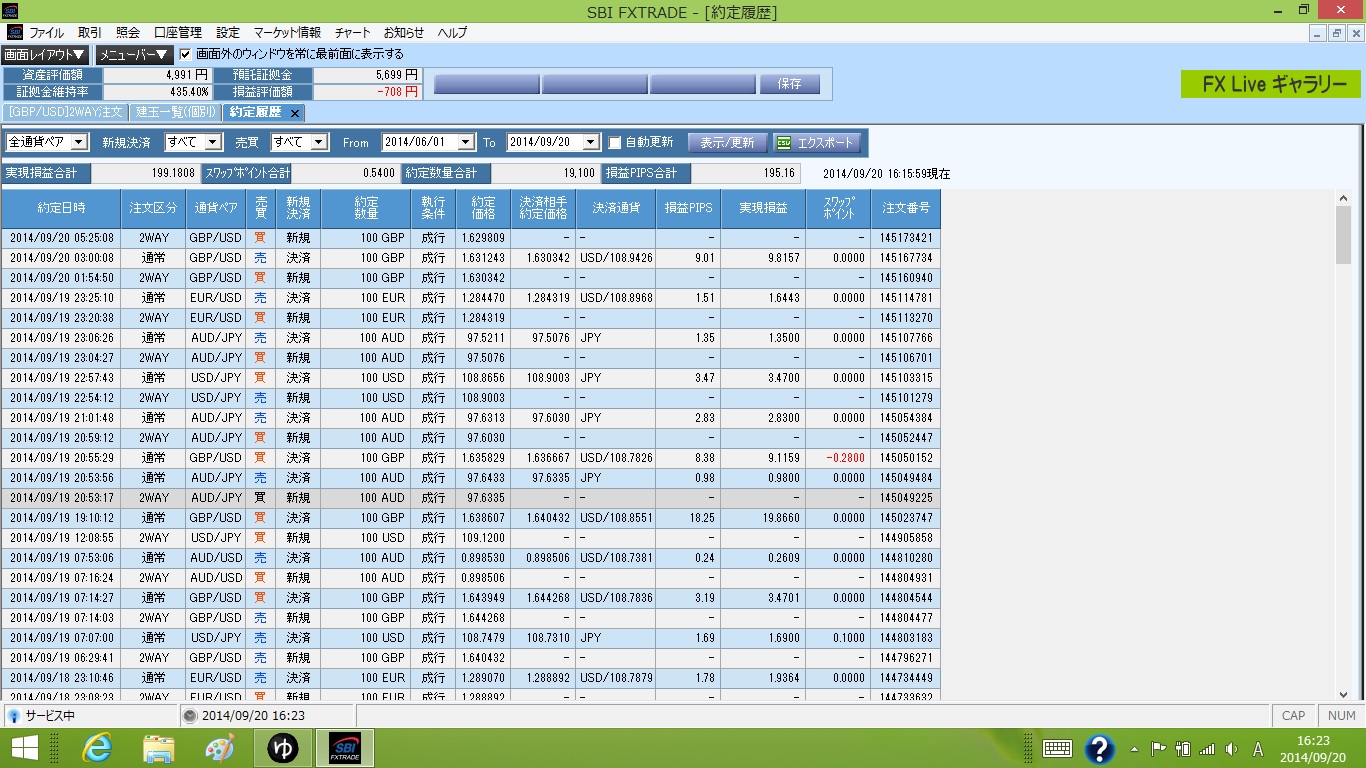 SBI FXTRADE - [約定履歴]
ファイル 取引 照会 口座管理 設定 マーケット情報 チャート お知らせ ヘルプ
画面レイアウト▼ メニューバー▼ 画面外のウィンドウを常に最前面に表示する
資産評価額 4,991 円 預託証拠金 5,699 円
証拠金維持率 435.40% 損益評価額 -708 円
保存
FX Live ギャラリー
[GBP/USD]2WAY注文 建玉一覧(個別) 約定履歴
全通貨ペア 新規決済 すべて 売買 すべて From 2014/06/01 To 2014/09/20 自動更新 表示/更新 CSV エクスポート
実現損益合計 199.1808 スワップポイント合計 0.5400 約定数量合計 19,100 損益PIPS合計 195.16 2014/09/20 16:15:59現在
約定日時 注文区分 通貨ペア 売買 新規決済 約定数量 執行条件 約定価格 決済相手約定価格 決済通貨 損益PIPS 実現損益 スワップポイント 注文番号
2014/09/20 05:25:08 2WAY GBP/USD 買 新規 100 GBP 成行 1.629809 - - - - - 145173421
2014/09/20 03:00:08 通常 GBP/USD 売 決済 100 GBP 成行 1.631243 1.630342 USD/108.9426 9.01 9.8157 0.0000 145167734
2014/09/20 01:54:50 2WAY GBP/USD 買 新規 100 GBP 成行 1.630342 - - - - - 145160940
2014/09/19 23:25:10 通常 EUR/USD 売 決済 100 EUR 成行 1.284470 1.284319 USD/108.8968 1.51 1.6443 0.0000 145114781
2014/09/19 23:20:38 2WAY EUR/USD 買 新規 100 EUR 成行 1.284319 - - - - - 145113270
2014/09/19 23:06:26 通常 AUD/JPY 売 決済 100 AUD 成行 97.5211 97.5076 JPY 1.35 1.3500 0.0000 145107766
2014/09/19 23:04:27 2WAY AUD/JPY 買 新規 100 AUD 成行 97.5076 - - - - - 145106701
2014/09/19 22:57:43 通常 USD/JPY 買 決済 100 USD 成行 108.8656 108.9003 JPY 3.47 3.4700 0.0000 145103315
2014/09/19 22:54:12 2WAY USD/JPY 売 新規 100 USD 成行 108.9003 - - - - - 145101279
2014/09/19 21:01:48 通常 AUD/JPY 売 決済 100 AUD 成行 97.6313 97.6030 JPY 2.83 2.8300 0.0000 145054384
2014/09/19 20:59:12 2WAY AUD/JPY 買 新規 100 AUD 成行 97.6030 - - - - - 145052447
2014/09/19 20:55:29 通常 GBP/USD 買 決済 100 GBP 成行 1.635829 1.636667 USD/108.7826 8.38 9.1159 -0.2800 145050152
2014/09/19 20:53:56 通常 AUD/JPY 売 決済 100 AUD 成行 97.6433 97.6335 JPY 0.98 0.9800 0.0000 145049484
2014/09/19 20:53:17 2WAY AUD/JPY 買 新規 100 AUD 成行 97.6335 - - - - - 145049225
2014/09/19 19:10:12 通常 GBP/USD 買 決済 100 GBP 成行 1.638607 1.640432 USD/108.8551 18.25 19.8660 0.0000 145023747
2014/09/19 12:08:55 2WAY USD/JPY 買 新規 100 USD 成行 109.1200 - - - - - 144905858
2014/09/19 07:53:06 通常 AUD/USD 売 決済 100 AUD 成行 0.898530 0.898506 USD/108.7381 0.24 0.2609 0.0000 144810280
2014/09/19 07:16:24 2WAY AUD/USD 買 新規 100 AUD 成行 0.898506 - - - - - 144804931
2014/09/19 07:14:27 通常 GBP/USD 買 決済 100 GBP 成行 1.643949 1.644268 USD/108.7836 3.19 3.4701 0.0000 144804544
2014/09/19 07:14:03 2WAY GBP/USD 売 新規 100 GBP 成行 1.644268 - - - - - 144804477
2014/09/19 07:07:00 通常 USD/JPY 売 決済 100 USD 成行 108.7479 108.7310 JPY 1.69 1.6900 0.1000 144803183
2014/09/19 06:29:41 2WAY GBP/USD 売 新規 100 GBP 成行 1.640432 - - - - - 144796271
2014/09/18 23:10:46 通常 EUR/USD 売 決済 100 EUR 成行 1.289070 1.288892 USD/108.7879 1.78 1.9364 0.0000 144734449
2014/09/18 23:08:23 2WAY EUR/USD 買 新規 100 EUR 成行 1.288892 - - - - - 144733632
サービス中 2014/09/20 16:23 CAP NUM
ゆ SBI FXTRADE A 16:23
2014/09/20